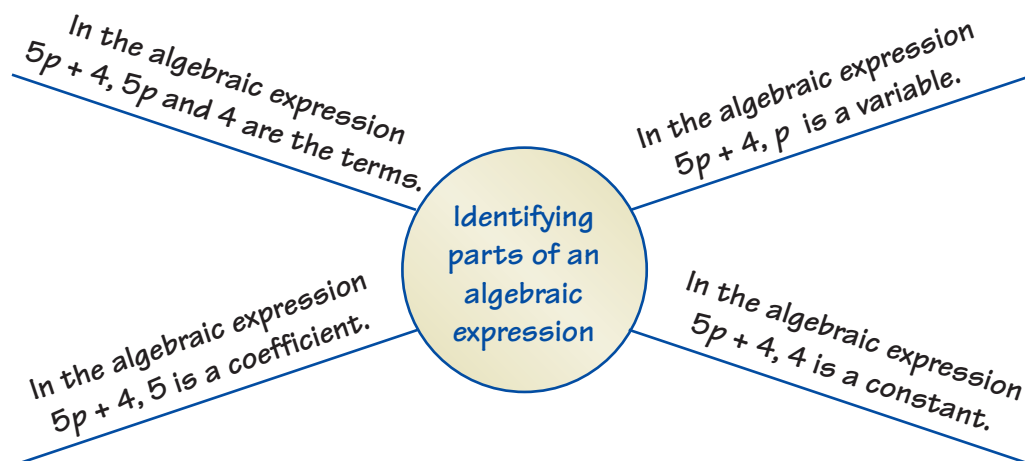 In the algebraic expression
5p + 4, 5p and 4 are the terms.
In the algebraic expression
5p + 4, p is a variable.
Identifying
parts of an
algebraic
expression
In the algebraic expression
5p + 4, 5 is a coefficient.
In the algebraic expression
5p + 4, 4 is a constant.